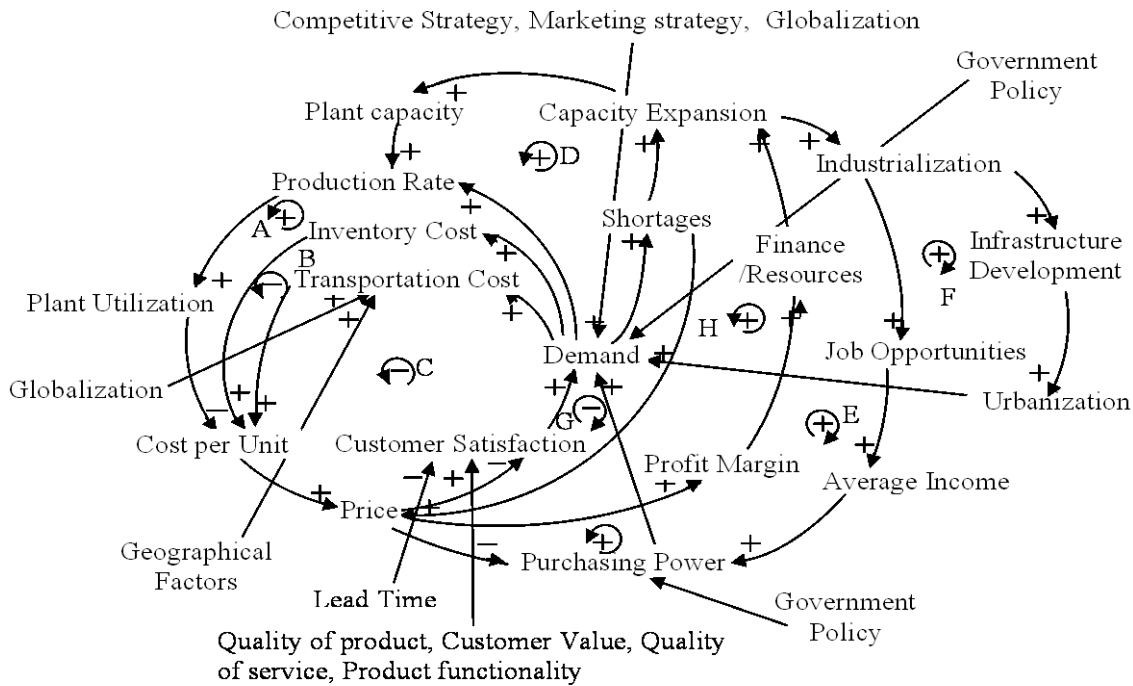 Competitive Strategy, Marketing strategy, Globalization
Government
Policy
Plant capacity
+
Capacity Expansion
+
+
+
+
Industrialization
+ D
Production Rate
+
A +
Inventory Cost
+
Shortages
+
Finance
/Resources
+
Infrastructure
Development
+
F
B
−
Transportation Cost
+
+
+
Plant Utilization
+
+
H +
+
+
Demand
+
Job Opportunities
+
Globalization
− C
+
Urbanization
−
+
+
Cost per Unit
Customer Satisfaction
+
+
G −
+ E
+
Profit Margin
Average Income
+
Price
−
+
−
+
+
Geographical
Factors
−
+
Purchasing Power
+
Lead Time
Government
Policy
Quality of product, Customer Value, Quality
of service, Product functionality